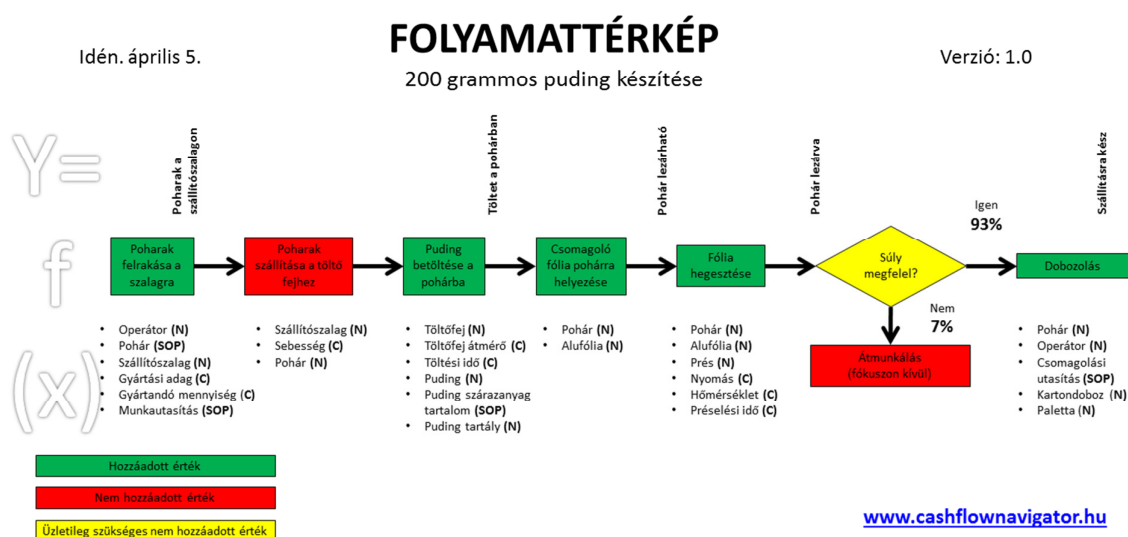 FOLYAMATTÉRKÉP
Idén. április 5.
200 grammos puding készítése
Verzió: 1.0
Y=
f
(x)
Poharak a
szállítószalagon
Töltet a pohárban
Pohár lezárható
Pohár lezárva
Szállításra kész
Poharak
felrakása a
szalagra
Poharak
szállítása a töltő
fejhez
Puding
betöltése a
pohárba
Csomagoló
fólia pohárra
helyezése
Fólia
hegesztése
Súly
megfelel?
Igen
93%
Nem
7%
Dobozolás
Átmunkálás
(fókuszon kívül)
• Operátor (N)
• Pohár (SOP)
• Szállítószalag (N)
• Gyártási adag (C)
• Gyártandó mennyiség (C)
• Munkautasítás (SOP)
• Szállítószalag (N)
• Sebesség (C)
• Pohár (N)
• Töltőfej (N)
• Töltőfej átmérő (C)
• Töltési idő (C)
• Puding (N)
• Puding szárazanyag
tartalom (SOP)
• Puding tartály (N)
• Pohár (N)
• Alufólia (N)
• Pohár (N)
• Alufólia (N)
• Prés (N)
• Nyomás (C)
• Hőmérséklet (C)
• Préselési idő (C)
• Pohár (N)
• Operátor (N)
• Csomagolási
utasítás (SOP)
• Kartondoboz (N)
• Paletta (N)
Hozzáadott érték
Nem hozzáadott érték
Üzletileg szükséges nem hozzáadott érték
www.cashflownavigator.hu